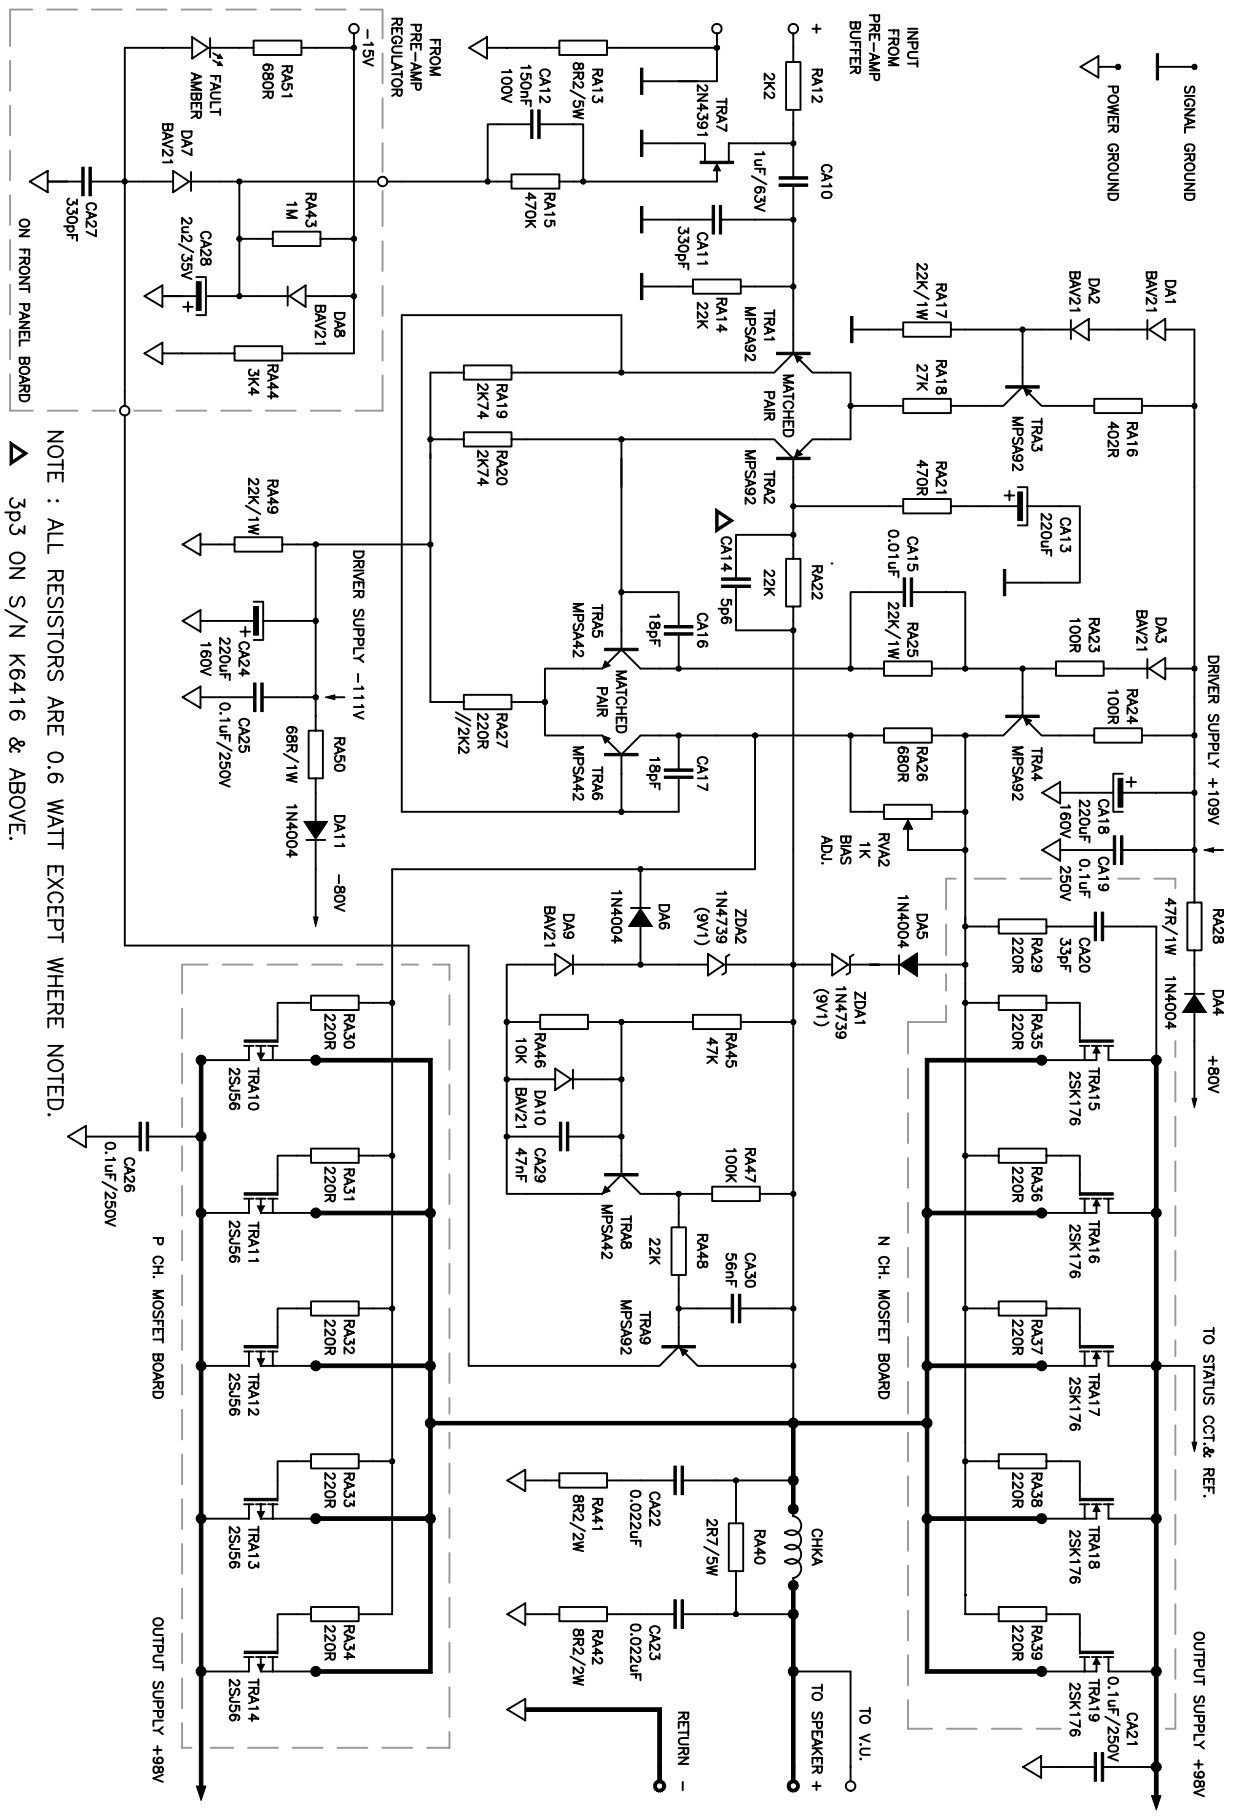 SIGNAL GROUND
POWER GROUND
INPUT
FROM
PRE-AMP
BUFFER
+
RA12
2K2
CA10
1uF/63V
TRA7
2N4391
RA13
8R2/5W
CA12
150nF
100V
RA15
470K
FROM
PRE-AMP
REGULATOR
-15V
RA51
680R
FAULT
AMBER
DA7
BAV21
CA27
330pF
RA43
1M
CA28
2u2/35V
+
DA8
BAV21
RA44
3K4
ON FRONT PANEL BOARD
CA11
330pF
RA14
22K
TRA1
MPSA92
MATCHED
PAIR
TRA2
MPSA92
DA1
BAV21
DA2
BAV21
RA17
22K/1W
RA18
27K
TRA3
MPSA92
RA16
402R
RA19
2K74
RA20
2K74
RA21
470R
+
CA13
220uF
RA22
22K
CA14
5p6
CA15
0.01uF
RA25
22K/1W
DA3
BAV21
RA23
100R
RA24
100R
TRA4
MPSA92
DRIVER SUPPLY +109V
+
CA18
220uF
160V
CA19
0.1uF
250V
RA28
47R/1W
DA4
1N4004
+80V
CA16
18pF
TRA5
MPSA42
MATCHED
PAIR
TRA6
MPSA42
CA17
18pF
RA27
220R
//2K2
RA26
680R
RVA2
1K
BIAS
ADJ.
DRIVER SUPPLY -111V
RA49
22K/1W
+
CA24
220uF
160V
CA25
0.1uF/250V
RA50
68R/1W
DA11
1N4004
-80V
DA5
1N4004
ZDA1
1N4739
(9V1)
ZDA2
1N4739
(9V1)
DA6
1N4004
DA9
BAV21
RA45
47K
RA46
10K
DA10
BAV21
CA29
47nF
TRA8
MPSA42
RA47
100K
RA48
22K
CA30
56nF
TRA9
MPSA92
CA20
33pF
RA29
220R
RA35
220R
TRA15
2SK176
RA36
220R
TRA16
2SK176
RA37
220R
TRA17
2SK176
RA38
220R
TRA18
2SK176
RA39
220R
TRA19
2SK176
N CH. MOSFET BOARD
TO STATUS CCT.& REF.
OUTPUT SUPPLY +98V
CA21
0.1uF/250V
RA30
220R
TRA10
2SJ56
RA31
220R
TRA11
2SJ56
RA32
220R
TRA12
2SJ56
RA33
220R
TRA13
2SJ56
RA34
220R
TRA14
2SJ56
P CH. MOSFET BOARD
CA26
0.1uF/250V
OUTPUT SUPPLY +98V
CHKA
RA40
2R7/5W
CA22
0.022uF
RA41
8R2/2W
CA23
0.022uF
RA42
8R2/2W
TO V.U.
TO SPEAKER +
RETURN -
NOTE : ALL RESISTORS ARE 0.6 WATT EXCEPT WHERE NOTED.
3p3 ON S/N K6416 & ABOVE.